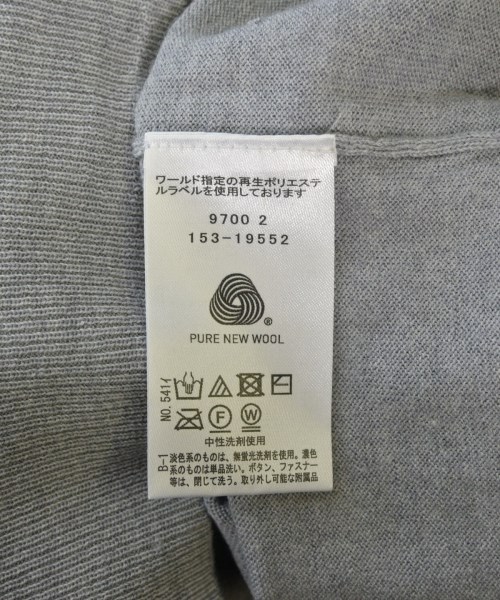 ワールド指定の再生ポリエステ
ルラベルを使用しております
9700 2
153-19552
®
PURE NEW WOOL
NO.541イ
F W
中性洗剤使用
B-1
淡色系のものは、無蛍光洗剤を使用。濃色
系のものは単品洗い。ボタン、ファスナー
等は、閉じて洗う。取り外し可能な附属品